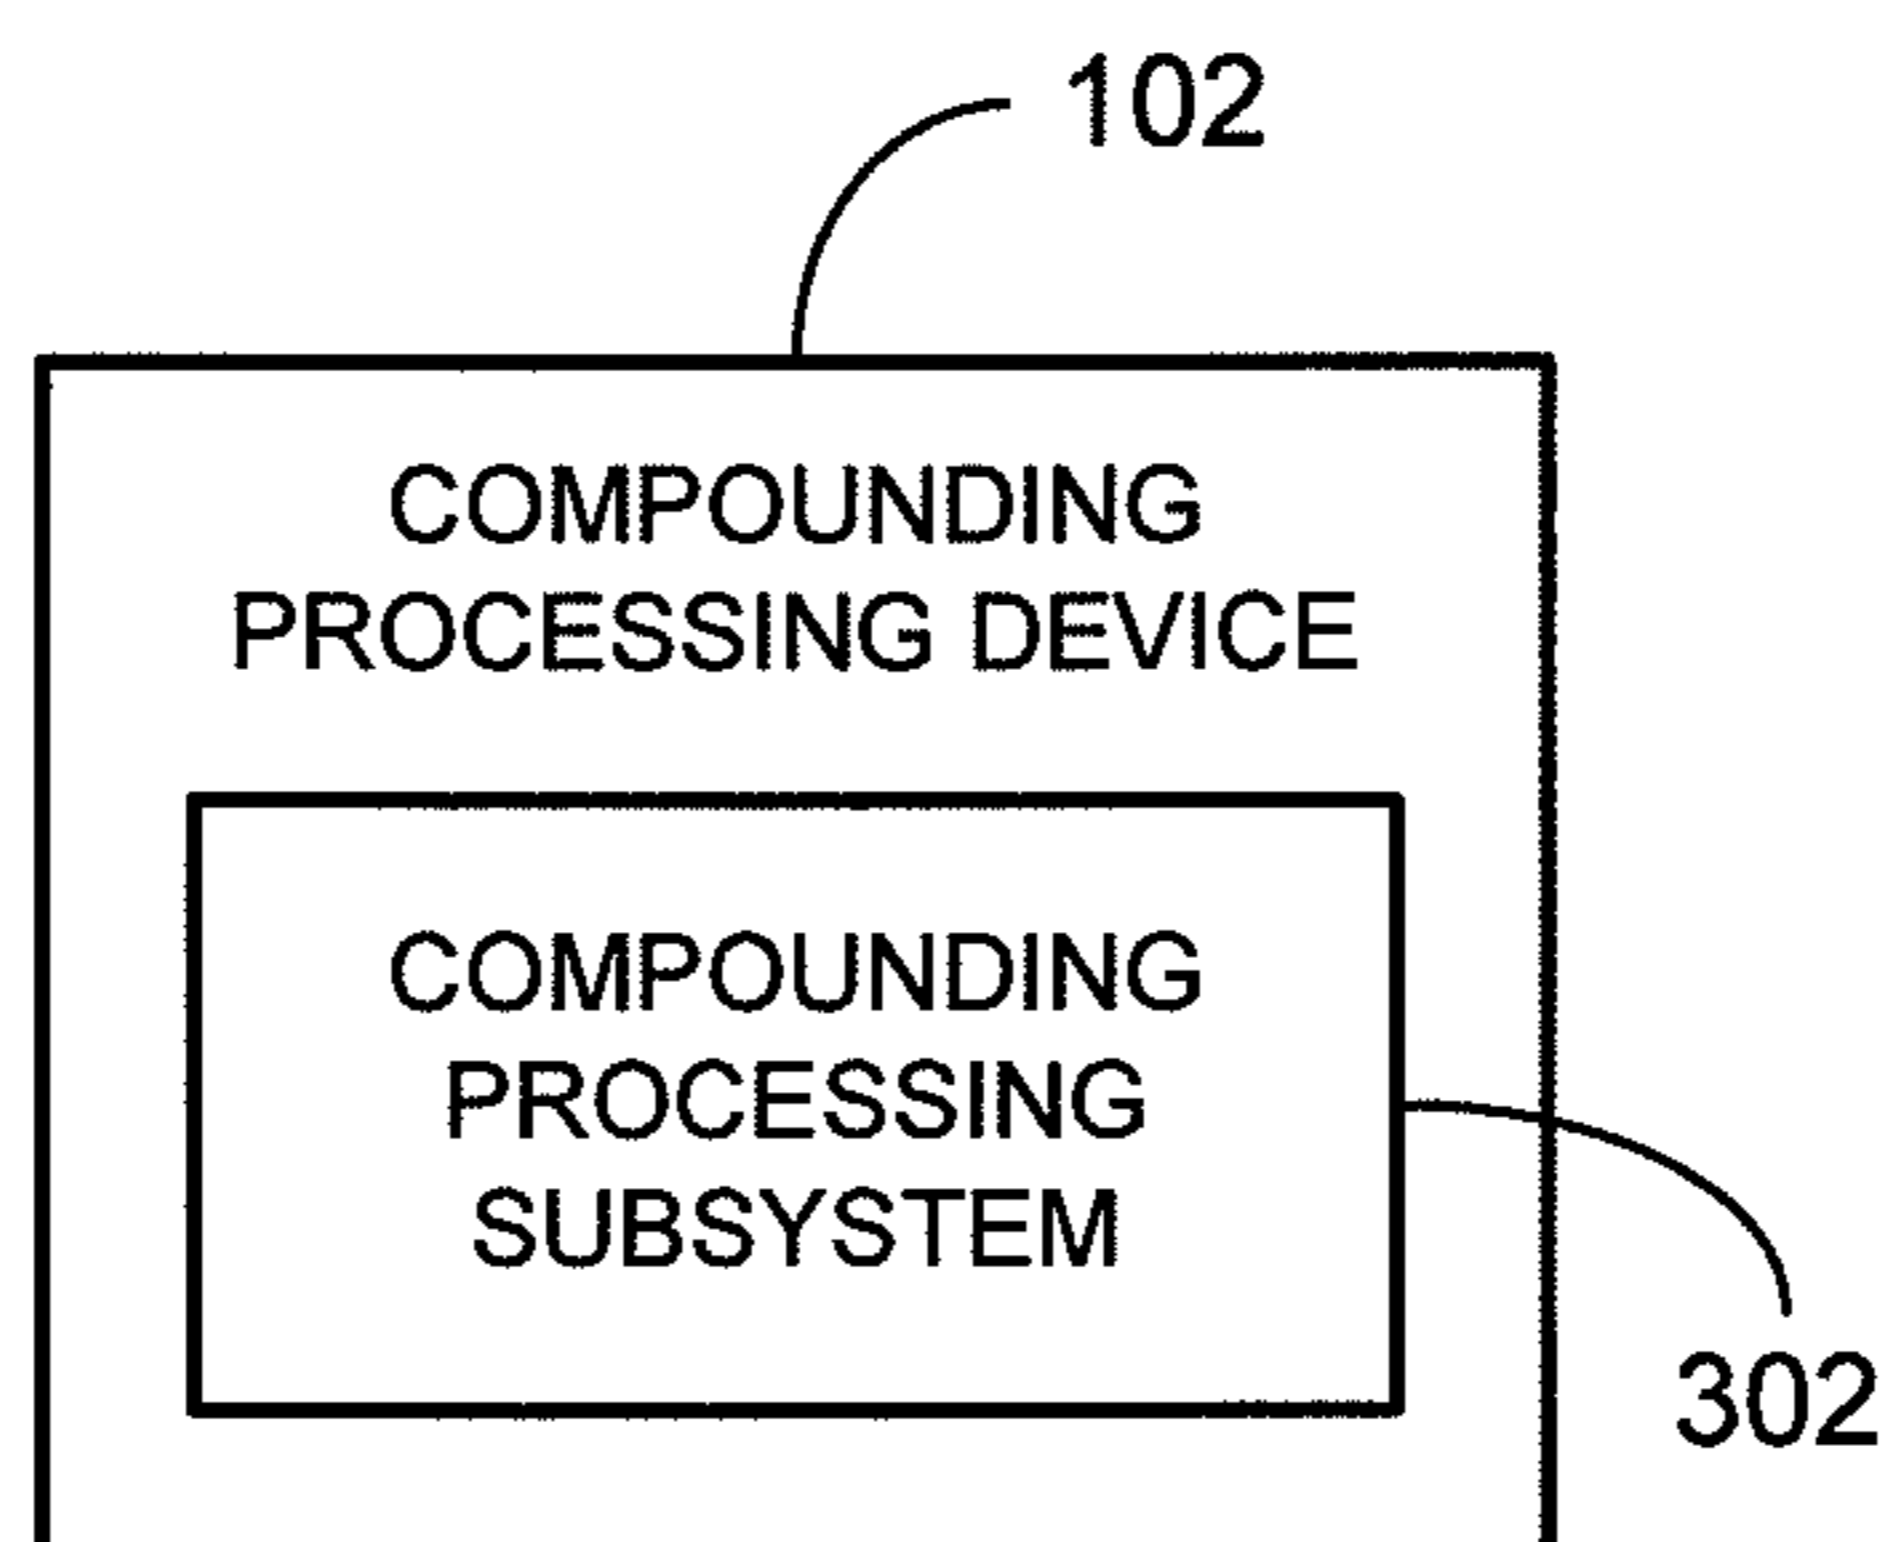 102
COMPOUNDING
PROCESSING DEVICE
COMPOUNDING
PROCESSING
SUBSYSTEM
302